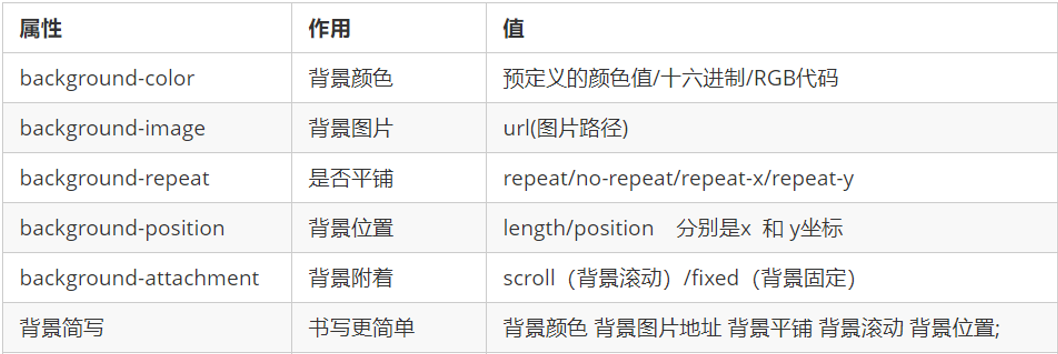 属性 作用 值
background-color 背景颜色 预定义的颜色值/十六进制/RGB代码
background-image 背景图片 url(图片路径)
background-repeat 是否平铺 repeat/no-repeat/repeat-x/repeat-y
background-position 背景位置 length/position 分别是x 和 y坐标
background-attachment 背景附着 scroll（背景滚动）/fixed（背景固定）
背景简写 书写更简单 背景颜色 背景图片地址 背景平铺 背景滚动 背景位置;